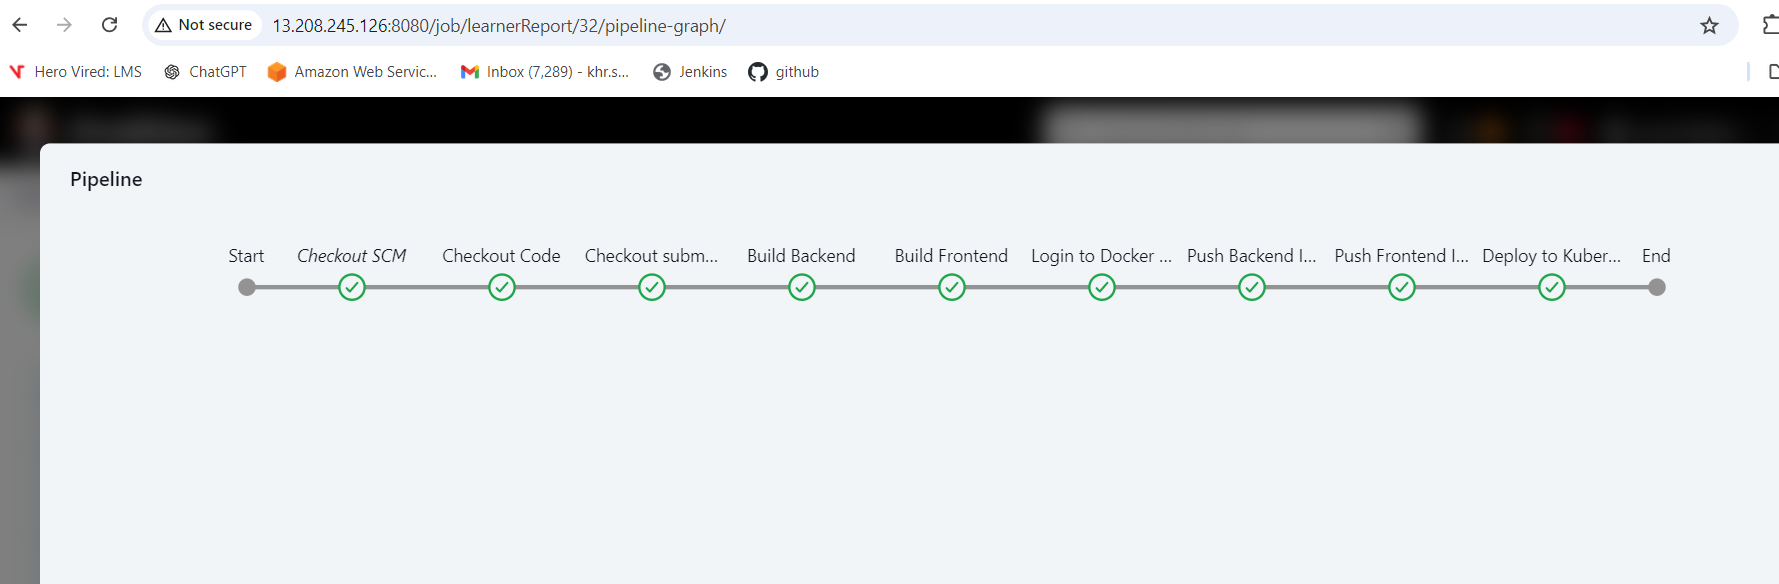 Not secure 13.208.245.126:8080/job/learnerReport/32/pipeline-graph/
Hero Vired: LMS ChatGPT Amazon Web Servic... Inbox (7,289) - khr.s... Jenkins github
Pipeline
Start Checkout SCM Checkout Code Checkout subm... Build Backend Build Frontend Login to Docker ... Push Backend I... Push Frontend I... Deploy to Kuber... End